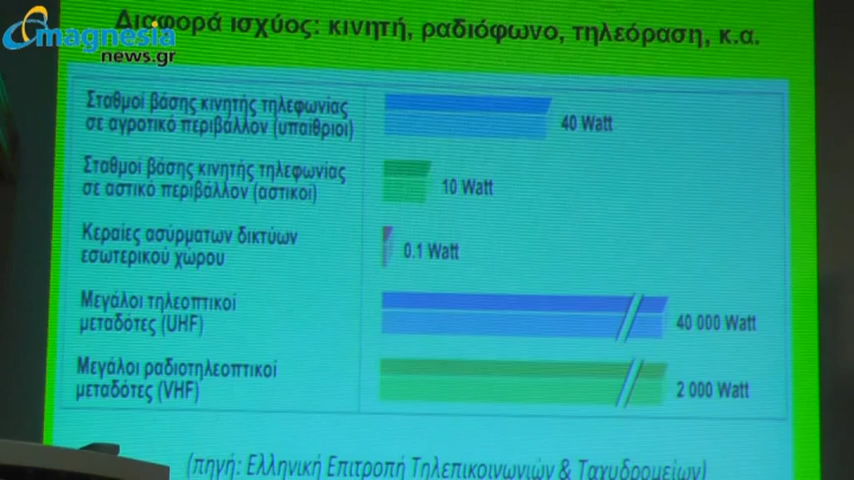 magnesia
news.gr
Διαφορά ισχύος: κινητή, ραδιόφωνο, τηλεόραση, κ.α.
Σταθμοί βάσης κινητής τηλεφωνίας
σε αγροτικό περιβάλλον (υπαίθριοι)
40 Watt
Σταθμοί βάσης κινητής τηλεφωνίας
σε αστικό περιβάλλον (αστικοί)
10 Watt
Κεραίες ασύρματων δικτύων
εσωτερικού χώρου
0.1 Watt
Μεγάλοι τηλεοπτικοί
μεταδότες (UHF)
40 000 Watt
Μεγάλοι ραδιοτηλεοπτικοί
μεταδότες (VHF)
2 000 Watt
(πηγή: Ελληνική Επιτροπή Τηλεπικοινωνιών & Ταχυδρομείων)